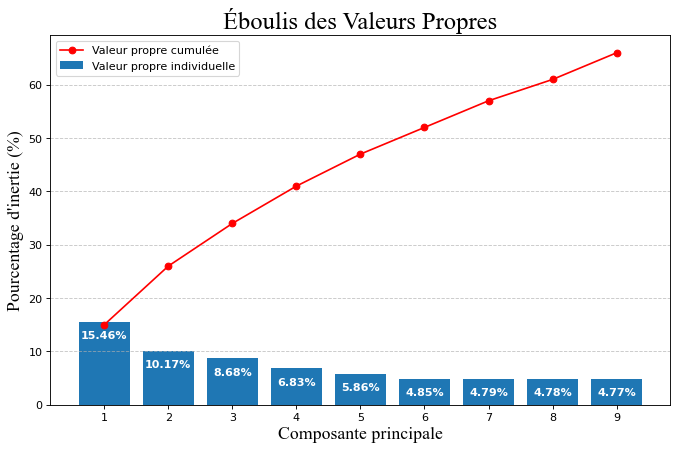 Éboulis des Valeurs Propres
Valeur propre cumulée
Valeur propre individuelle
Pourcentage d'inertie (%)
60
50
40
30
20
10
0
15.46%
10.17%
8.68%
6.83%
5.86%
4.85%
4.79%
4.78%
4.77%
1 2 3 4 5 6 7 8 9
Composante principale